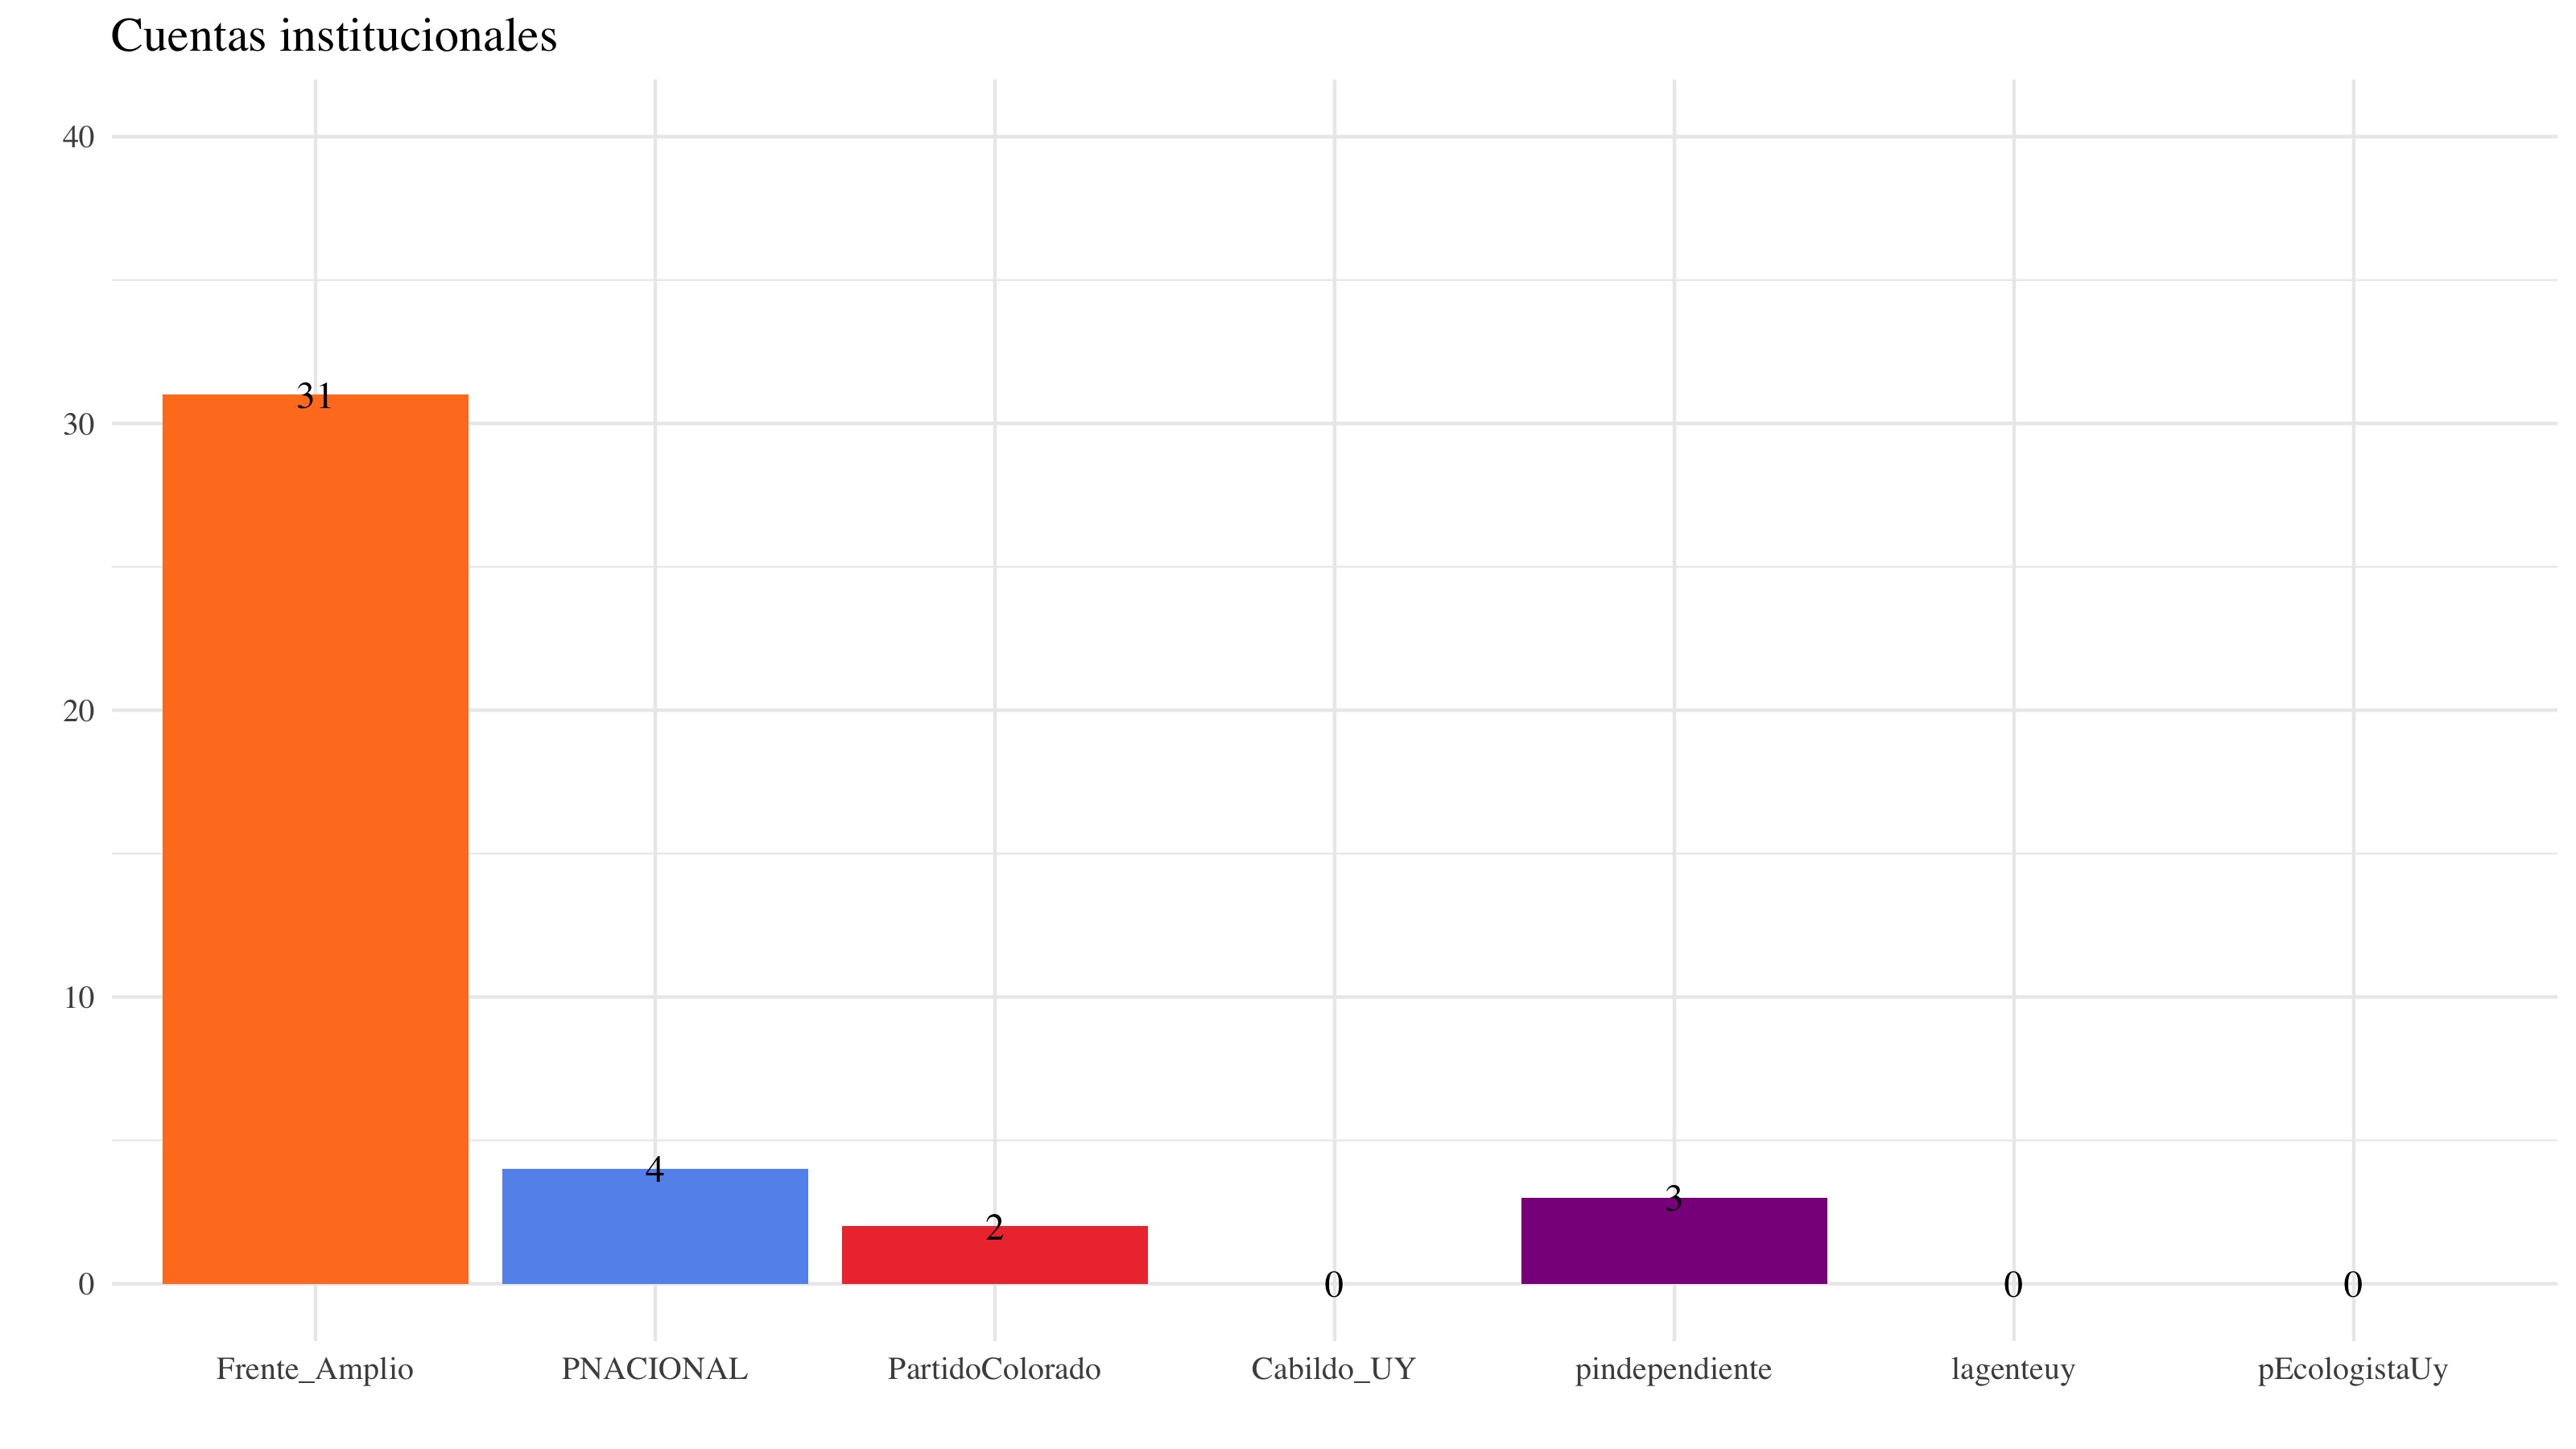 Cuentas institucionales
40
30
20
10
0
31
4
2
0
3
0
0
Frente_Amplio
PNACIONAL
PartidoColorado
Cabildo_UY
pindependiente
lagenteuy
pEcologistaUy